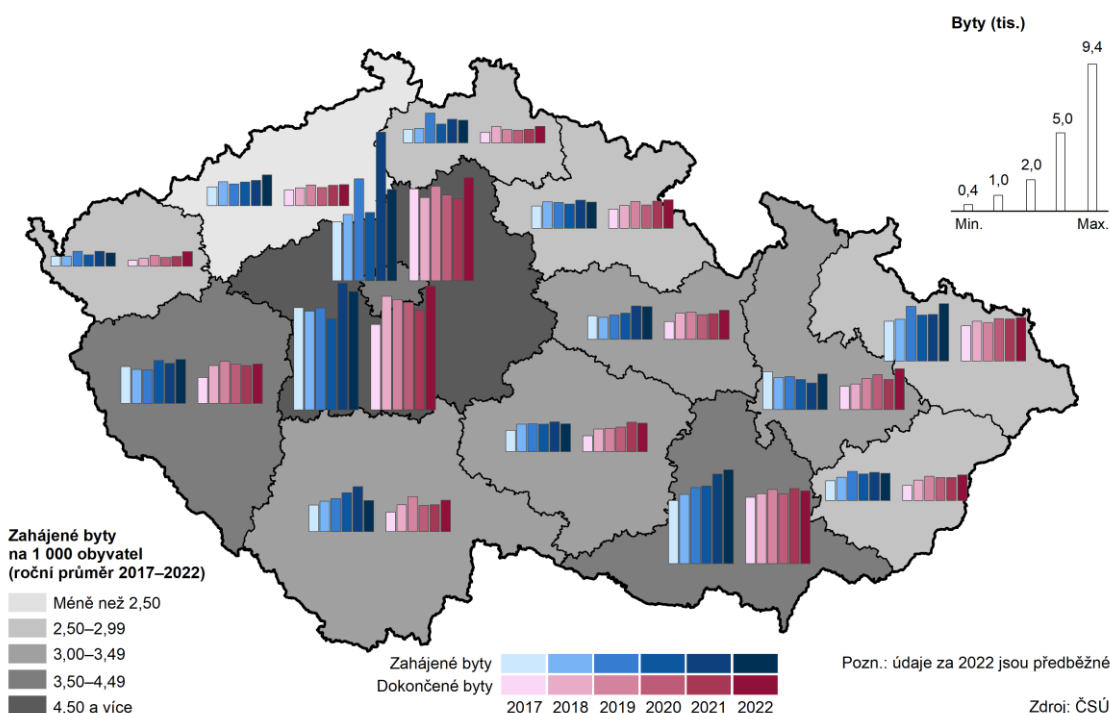 Byty (tis.)
9,4
5,0
2,0
1,0
0,4
Min.
Max.
Zahájené byty
na 1 000 obyvatel
(roční průměr 2017–2022)
Méně než 2,50
2,50–2,99
3,00–3,49
3,50–4,49
4,50 a více
Zahájené byty
Dokončené byty
2017 2018 2019 2020 2021 2022
Pozn.: údaje za 2022 jsou předběžné
Zdroj: ČSÚ